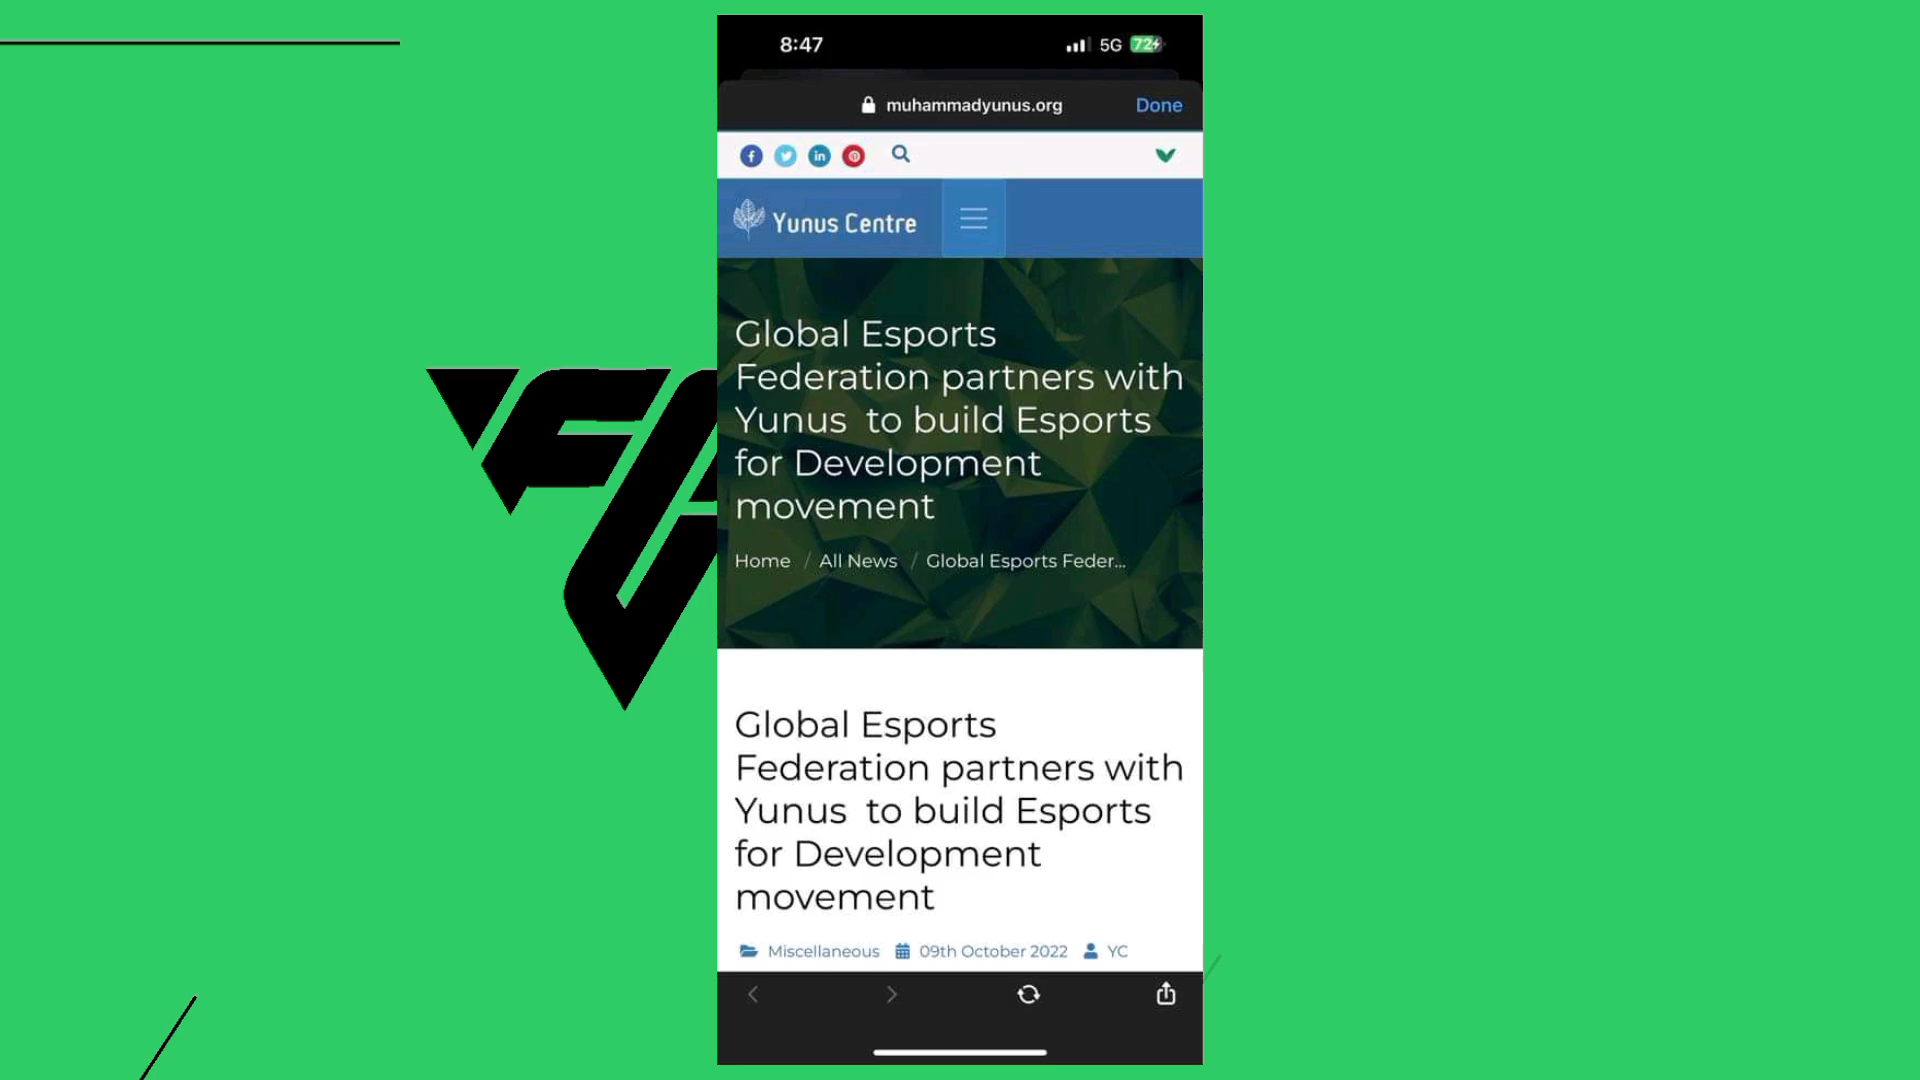 8:47
5G 72
muhammadyunus.org Done
Yunus Centre
Global Esports
Federation partners with
Yunus to build Esports
for Development
movement
Home / All News / Global Esports Feder...
Global Esports
Federation partners with
Yunus to build Esports
for Development
movement
Miscellaneous 09th October 2022 YC